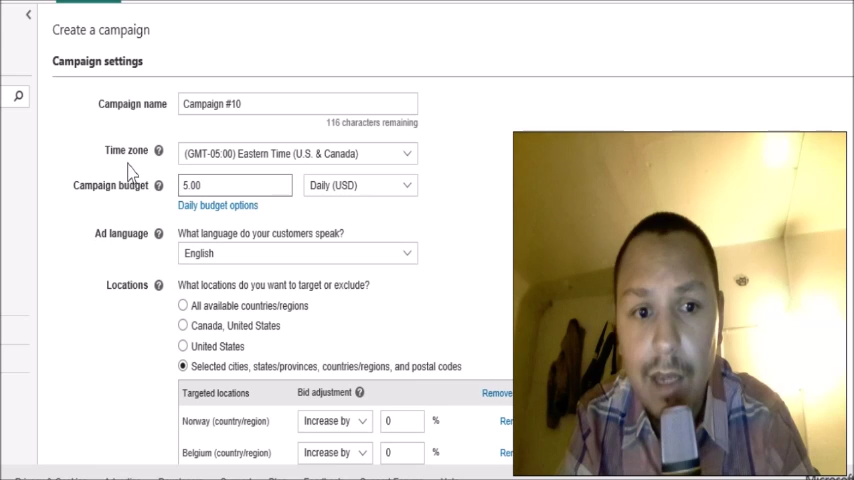 Create a campaign
Campaign settings
Campaign name Campaign #10
116 characters remaining
Time zone (GMT-05:00) Eastern Time (U.S. & Canada)
Campaign budget 5.00 Daily (USD)
Daily budget options
Ad language What language do your customers speak?
English
Locations What locations do you want to target or exclude?
All available countries/regions
Canada, United States
United States
Selected cities, states/provinces, countries/regions, and postal codes
Targeted locations Bid adjustment Remove
Norway (country/region) Increase by 0 %
Belgium (country/region) Increase by 0 %